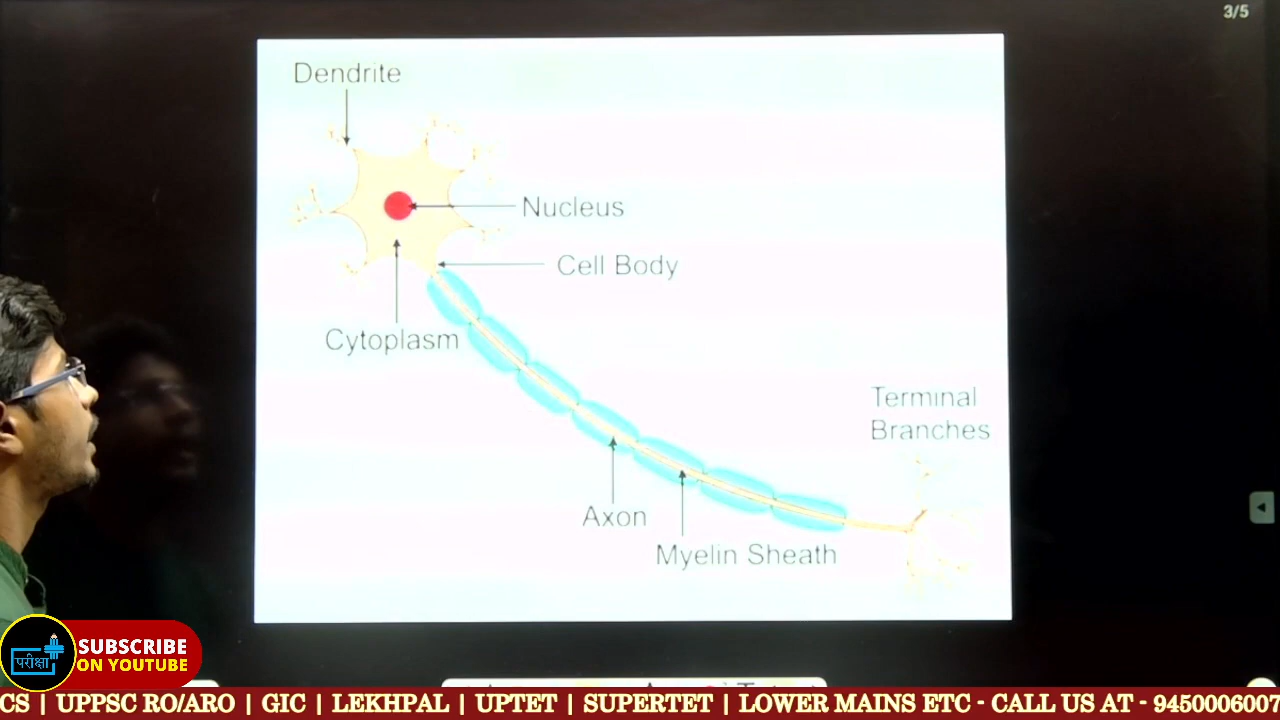 3/5
Dendrite
Nucleus
Cell Body
Cytoplasm
Terminal
Branches
Axon
Myelin Sheath
परीक्षा
SUBSCRIBE
ON YOUTUBE
CS | UPPSC RO/ARO | GIC | LEKHPAL | UPTET | SUPERTET | LOWER MAINS ETC - CALL US AT - 9450006007